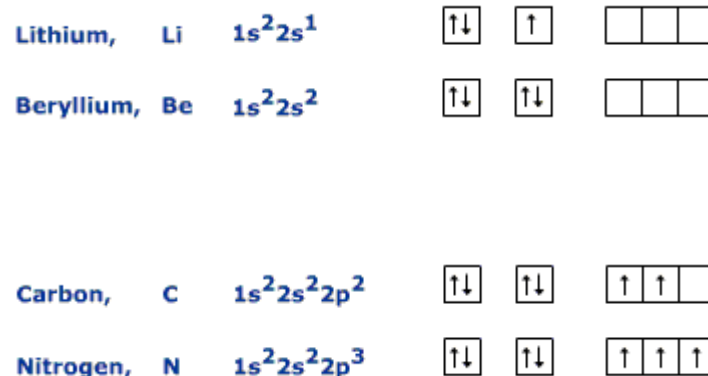 Lithium, Li 1s²2s¹ ↑↓ ↑
Beryllium, Be 1s²2s² ↑↓ ↑↓
Carbon, C 1s²2s²2p² ↑↓ ↑↓ ↑ ↑
Nitrogen, N 1s²2s²2p³ ↑↓ ↑↓ ↑ ↑ ↑